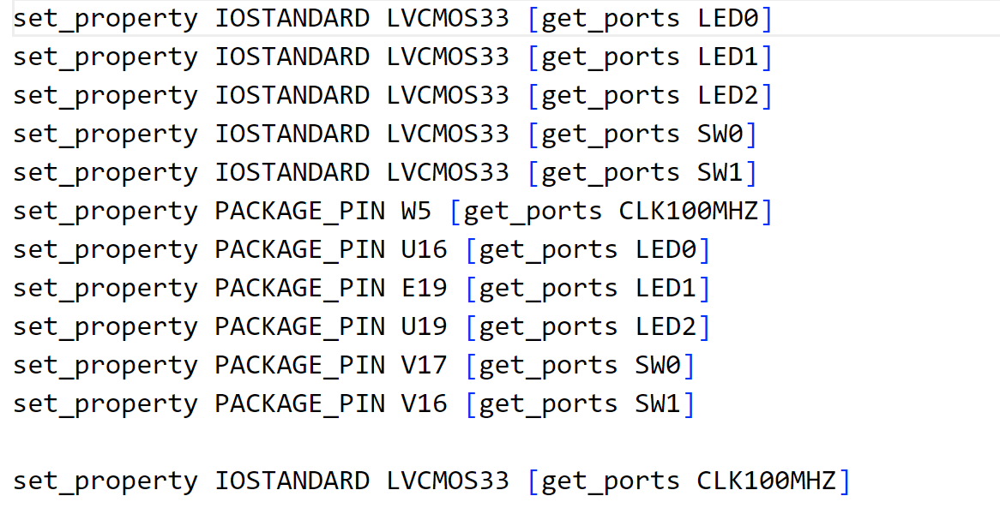 set_property IOSTANDARD LVCMOS33 [get_ports LED0]
set_property IOSTANDARD LVCMOS33 [get_ports LED1]
set_property IOSTANDARD LVCMOS33 [get_ports LED2]
set_property IOSTANDARD LVCMOS33 [get_ports SW0]
set_property IOSTANDARD LVCMOS33 [get_ports SW1]
set_property PACKAGE_PIN W5 [get_ports CLK100MHZ]
set_property PACKAGE_PIN U16 [get_ports LED0]
set_property PACKAGE_PIN E19 [get_ports LED1]
set_property PACKAGE_PIN U19 [get_ports LED2]
set_property PACKAGE_PIN V17 [get_ports SW0]
set_property PACKAGE_PIN V16 [get_ports SW1]
set_property IOSTANDARD LVCMOS33 [get_ports CLK100MHZ]